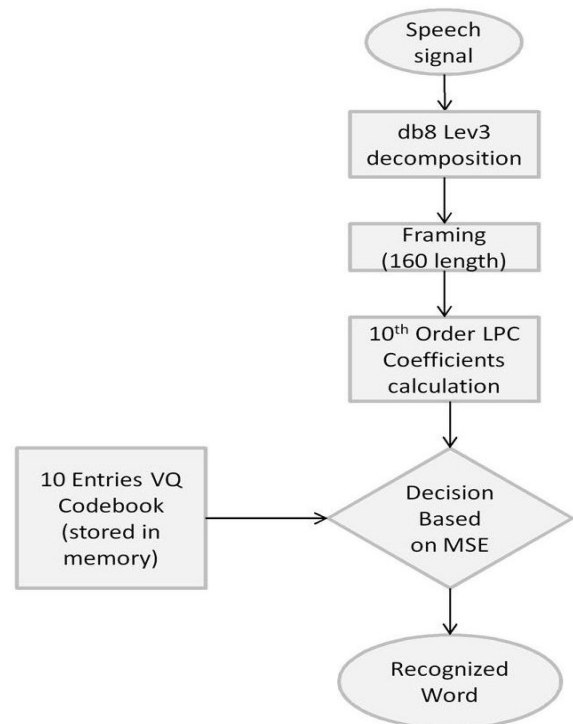 Speech
signal
db8 Lev3
decomposition
Framing
(160 length)
10th Order LPC
Coefficients
calculation
10 Entries VQ
Codebook
(stored in
memory)
Decision
Based
on MSE
Recognized
Word